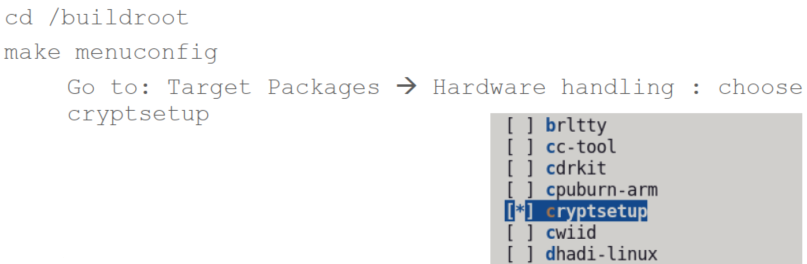 cd /buildroot
make menuconfig
Go to: Target Packages → Hardware handling : choose
cryptsetup
[ ] brltty
[ ] cc-tool
[ ] cdrkit
[ ] cpuburn-arm
[*] cryptsetup
[ ] cwiid
[ ] dhadi-linux